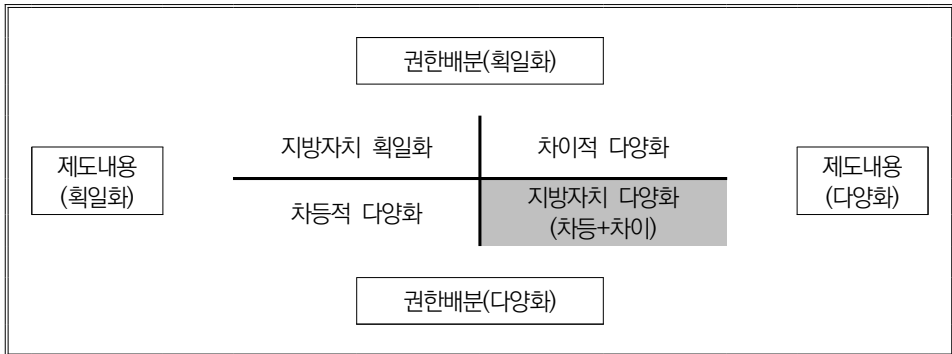 권한배분(획일화)
지방자치 획일화
차이적 다양화
제도내용
(획일화)
제도내용
(다양화)
차등적 다양화
지방자치 다양화
(차등+차이)
권한배분(다양화)